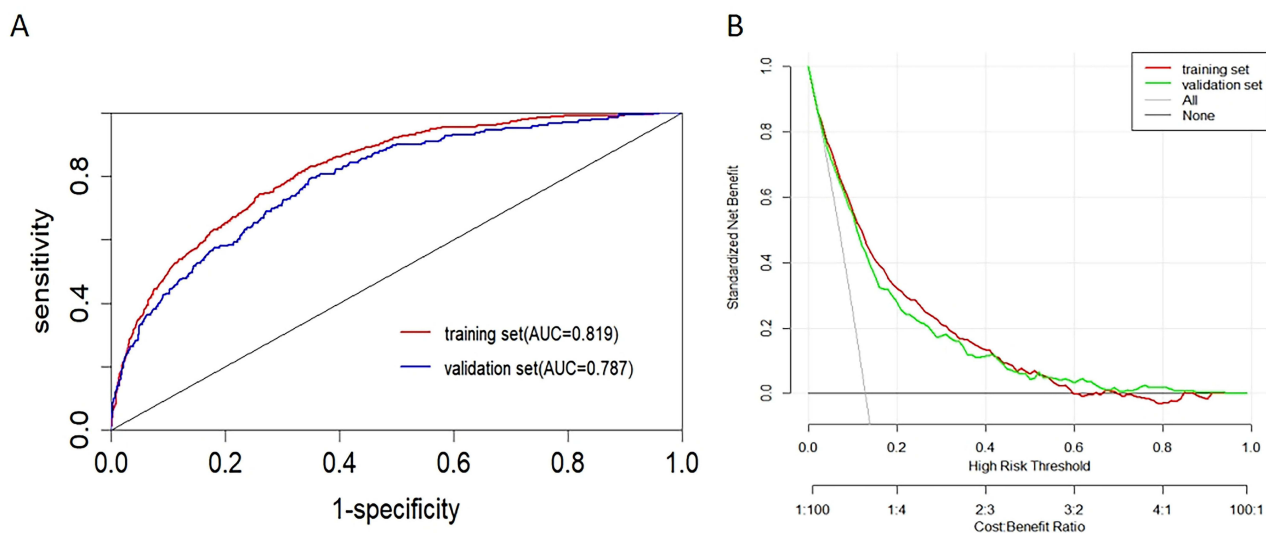 A
sensitivity
0.8
0.4
0.0
training set(AUC=0.819)
validation set(AUC=0.787)
0.0 0.2 0.4 0.6 0.8 1.0
1-specificity
B
Standardized Net Benefit
1.0
0.8
0.6
0.4
0.2
0.0
training set
validation set
All
None
0.0 0.2 0.4 0.6 0.8 1.0
High Risk Threshold
1:100 1:4 2:3 3:2 4:1 100:1
Cost:Benefit Ratio